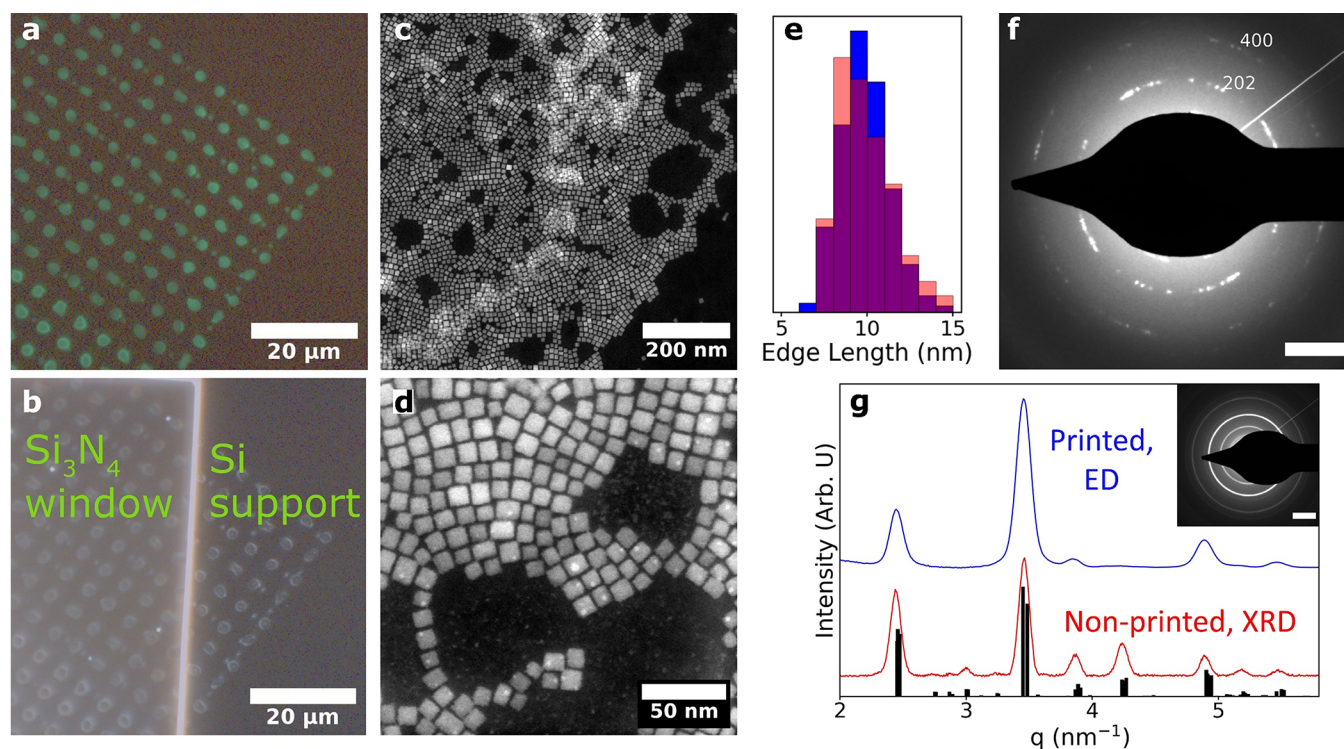 a
20 µm
b
Si3N4
window
Si
support
20 µm
c
200 nm
d
50 nm
e
5 10 15
Edge Length (nm)
f
400
202
g
Printed,
ED
Non-printed, XRD
Intensity (Arb. U)
2 3 4 5
q (nm⁻¹)